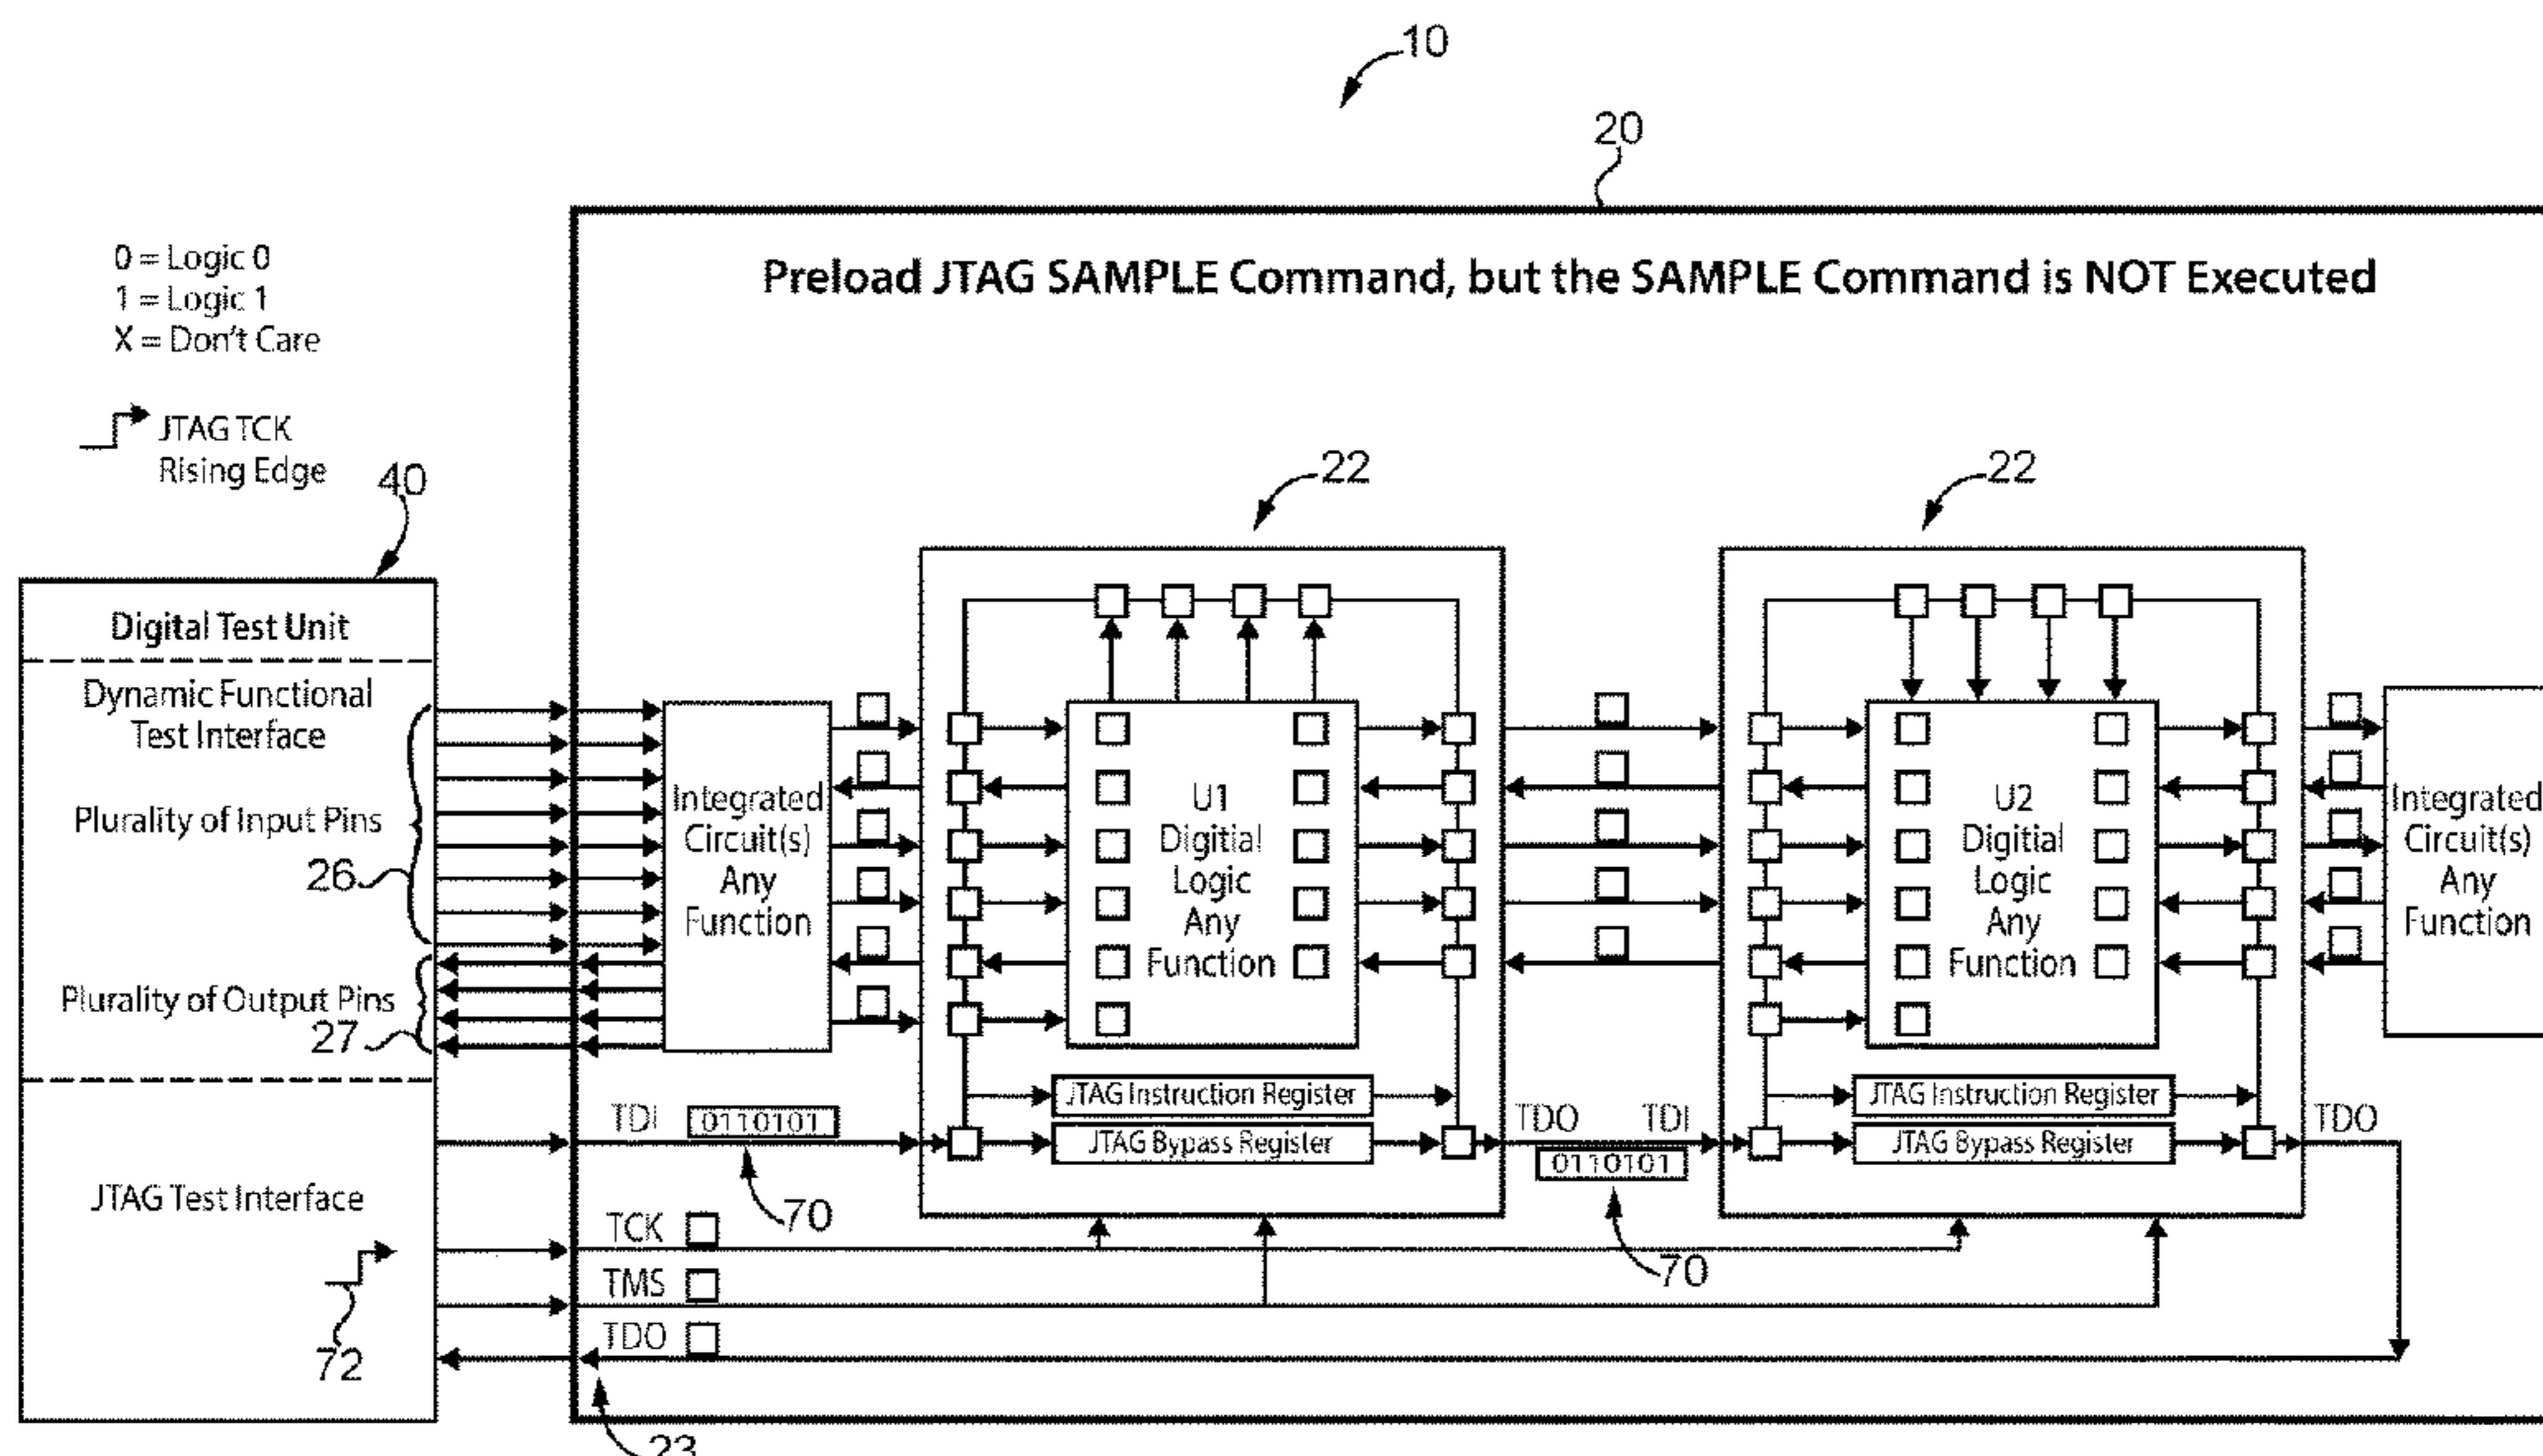 10
20
0 = Logic 0
1 = Logic 1
X = Don't Care
JTAG TCK
Rising Edge
Preload JTAG SAMPLE Command, but the SAMPLE Command is NOT Executed
40
22
22
Digital Test Unit
Dynamic Functional
Test Interface
Plurality of Input Pins
26
Plurality of Output Pins
27
JTAG Test Interface
72
Integrated
Circuit(s)
Any
Function
U1
Digitial
Logic
Any
Function
JTAG Instruction Register
JTAG Bypass Register
U2
Digitial
Logic
Any
Function
JTAG Instruction Register
JTAG Bypass Register
Integrated
Circuit(s)
Any
Function
TDI
0110101
70
TDO
TDI
0110101
70
TDO
TCK
TMS
TDO
23